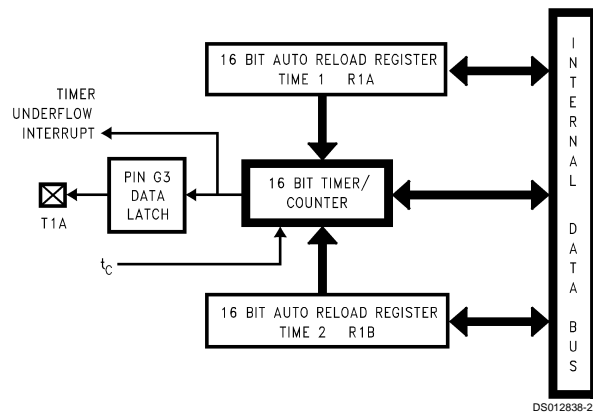 16 BIT AUTO RELOAD REGISTER
TIME 1 R1A
TIMER
UNDERFLOW
INTERRUPT
PIN G3
DATA
LATCH
16 BIT TIMER/
COUNTER
T1A
tC
16 BIT AUTO RELOAD REGISTER
TIME 2 R1B
INTERNAL DATA BUS
DS012838-2